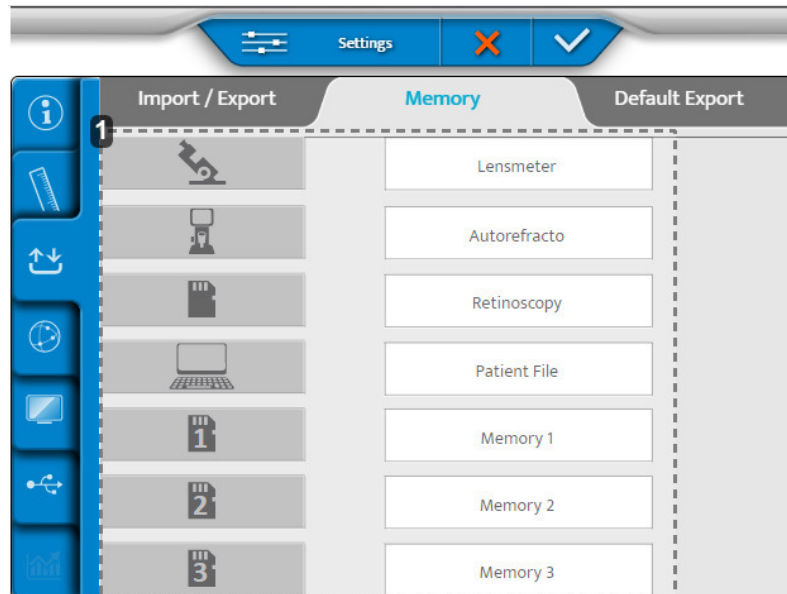 Settings
Import / Export
Memory
Default Export
1
Lensmeter
Autorefracto
Retinoscopy
Patient File
1
Memory 1
2
Memory 2
3
Memory 3